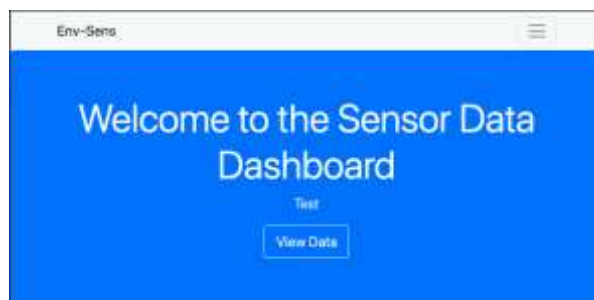 Env-Sens
Welcome to the Sensor Data
Dashboard
Test
View Data